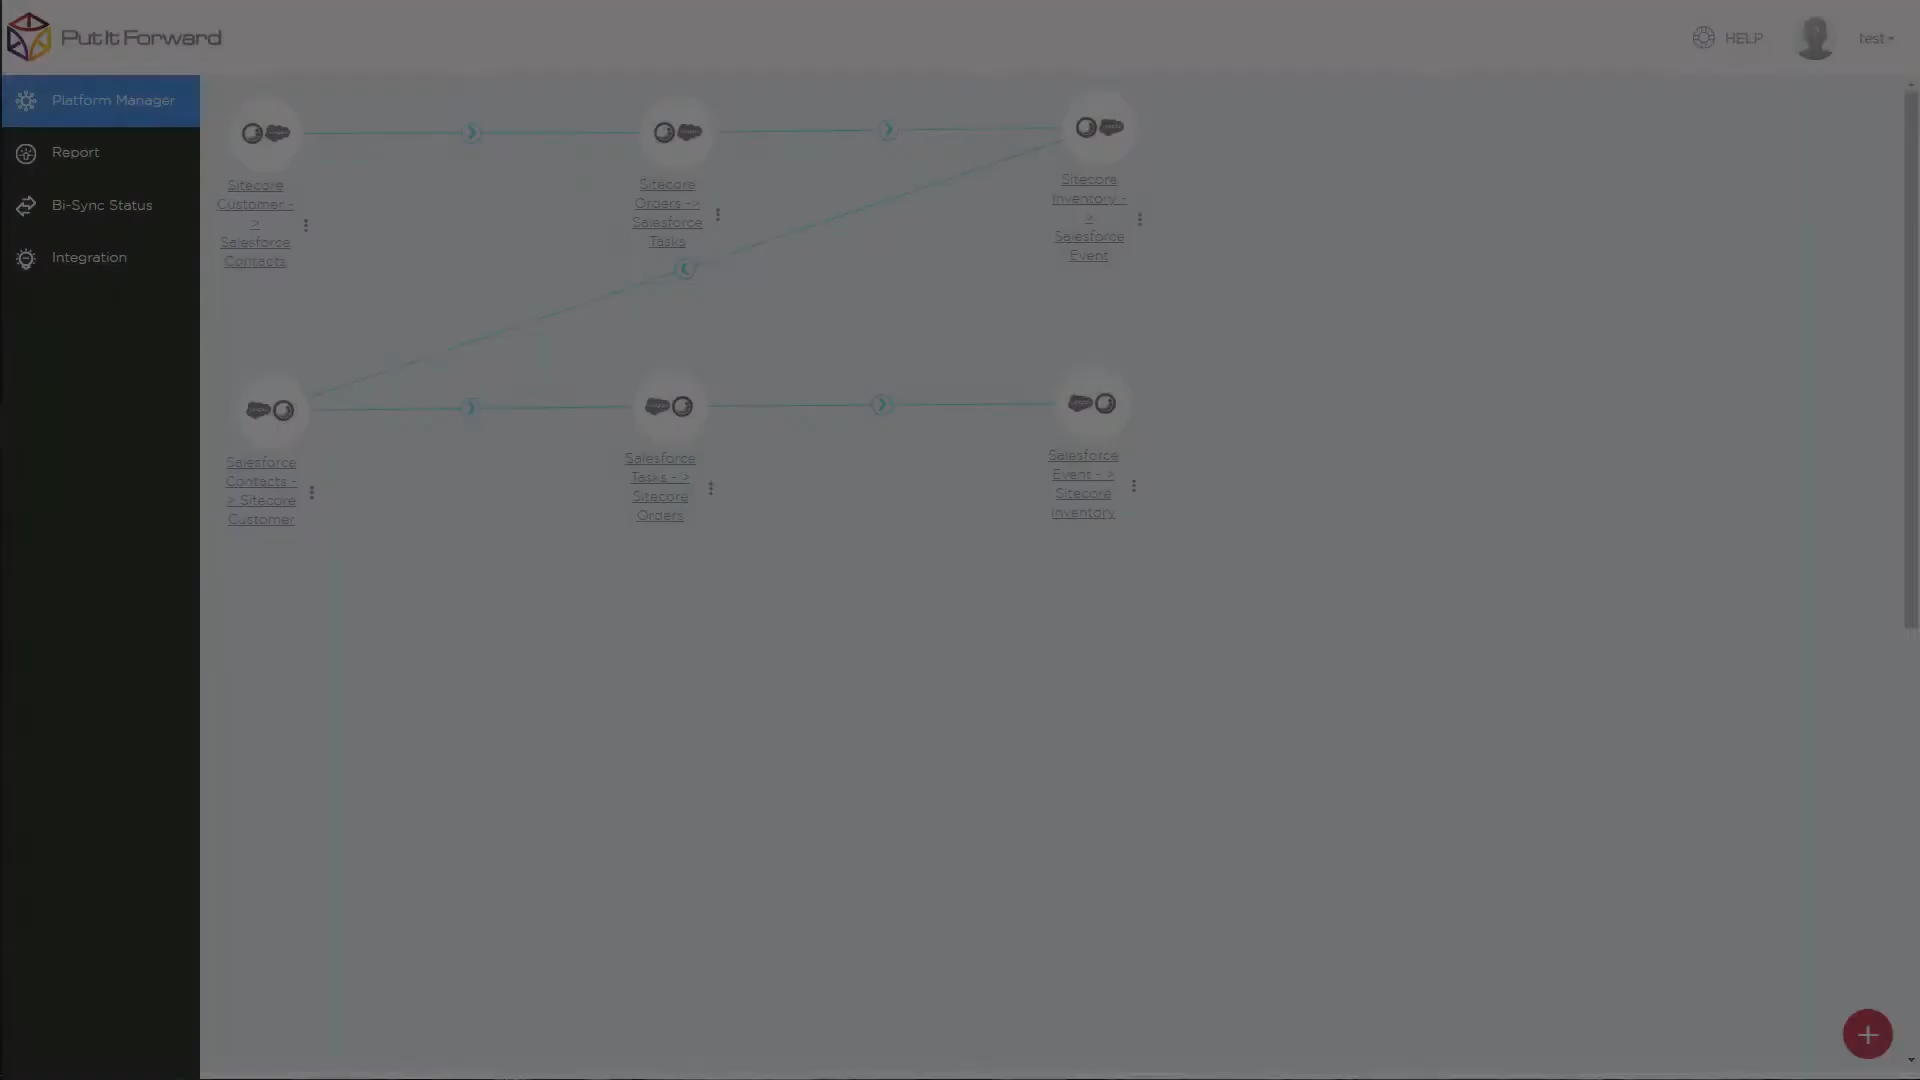 PutItForward
HELP
test
Platform Manager
Report
Bi-Sync Status
Integration
Sitecore
Customer -
>
Salesforce
Contacts
Sitecore
Orders ->
Salesforce
Tasks
Sitecore
Inventory -
>
Salesforce
Event
Salesforce
Contacts -
> Sitecore
Customer
Salesforce
Tasks - >
Sitecore
Orders
Salesforce
Event - >
Sitecore
Inventory